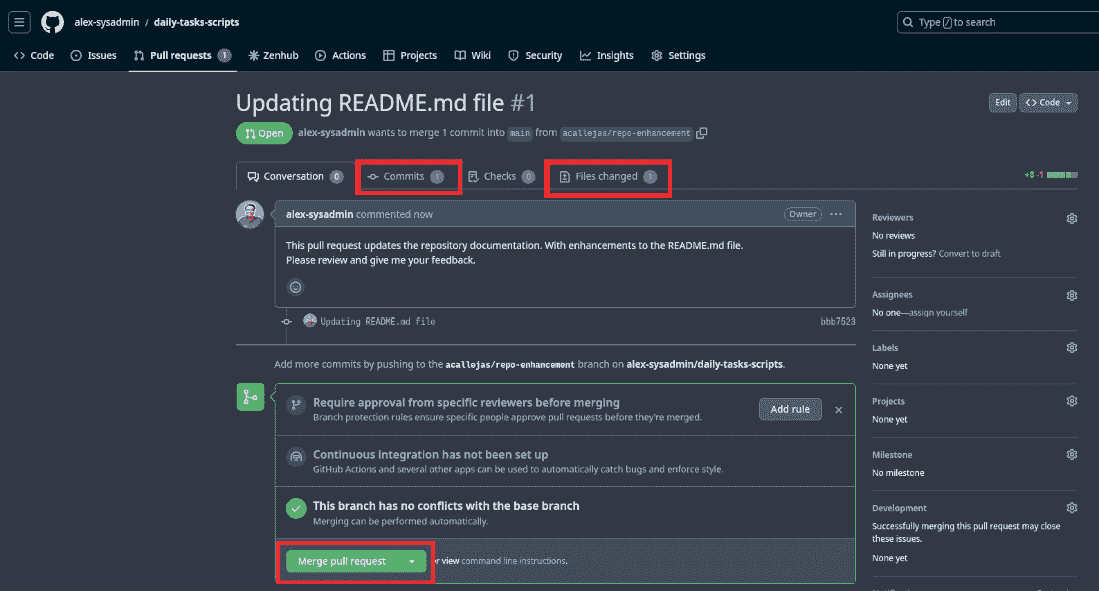 alex-sysadmin / daily-tasks-scripts
Type / to search
Code Issues Pull requests 1 Zenhub Actions Projects Wiki Security Insights Settings
Updating README.md file #1
Edit Code
Open alex-sysadmin wants to merge 1 commit into main from acallejas/repo-enhancement
Conversation 0 Commits 1 Checks 0 Files changed 1
+8 -1
alex-sysadmin commented now
Owner ...
This pull request updates the repository documentation. With enhancements to the README.md file.
Please review and give me your feedback.
Updating README.md file
bbb7523
Add more commits by pushing to the acallejas/repo-enhancement branch on alex-sysadmin/daily-tasks-scripts.
Require approval from specific reviewers before merging
Branch protection rules ensure specific people approve pull requests before they're merged.
Add rule
Continuous integration has not been set up
GitHub Actions and several other apps can be used to automatically catch bugs and enforce style.
This branch has no conflicts with the base branch
Merging can be performed automatically.
Merge pull request
view command line instructions.
Reviewers
No reviews
Still in progress? Convert to draft
Assignees
No one—assign yourself
Labels
None yet
Projects
None yet
Milestone
No milestone
Development
Successfully merging this pull request may close
these issues.
None yet